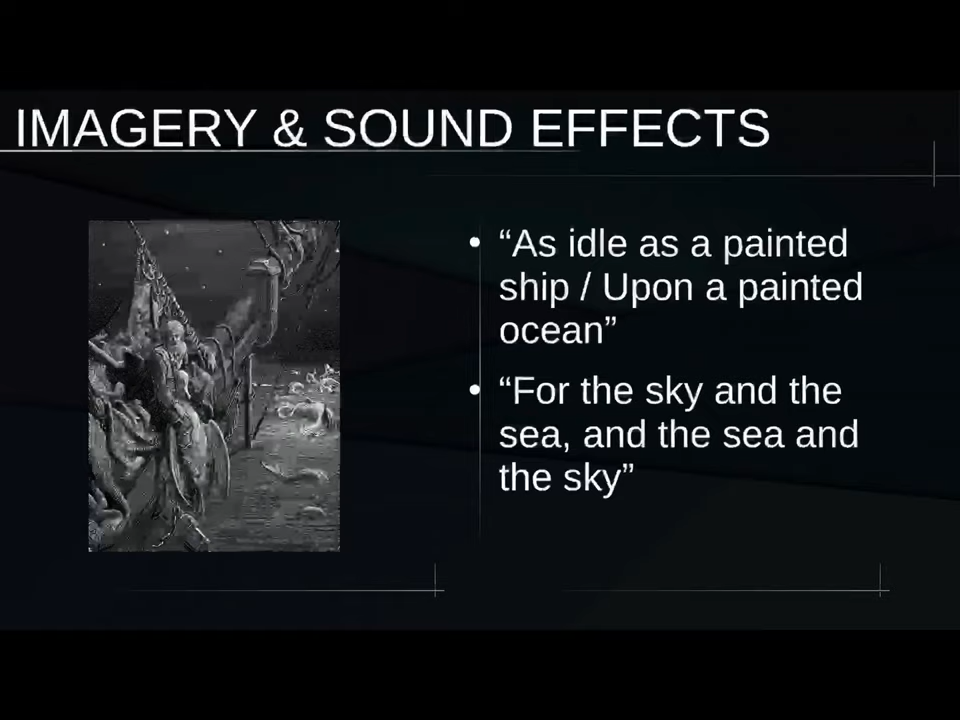 IMAGERY & SOUND EFFECTS
• “As idle as a painted
ship / Upon a painted
ocean”
• “For the sky and the
sea, and the sea and
the sky”